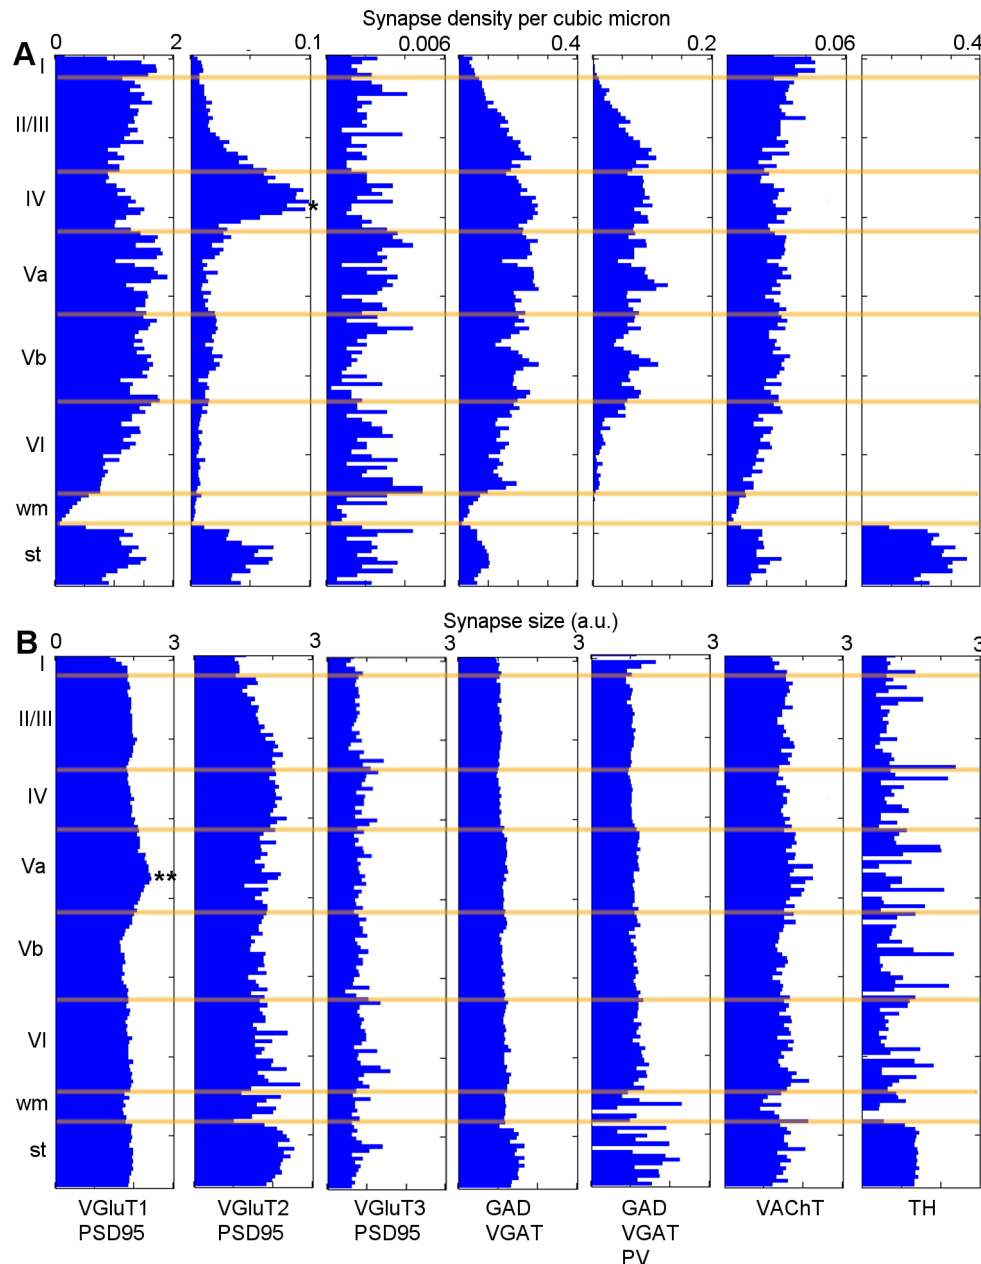 Synapse density per cubic micron
A
0 2 0.1 0.006 0.4 0.2 0.06 0.4
I
II/III
IV
*
Va
Vb
VI
wm
st
B
Synapse size (a.u.)
0 3 3 3 3 3 3 3
I
II/III
IV
Va
**
Vb
VI
wm
st
VGluT1 VGluT2 VGluT3 GAD GAD VAChT TH
PSD95 PSD95 PSD95 VGAT VGAT
PV